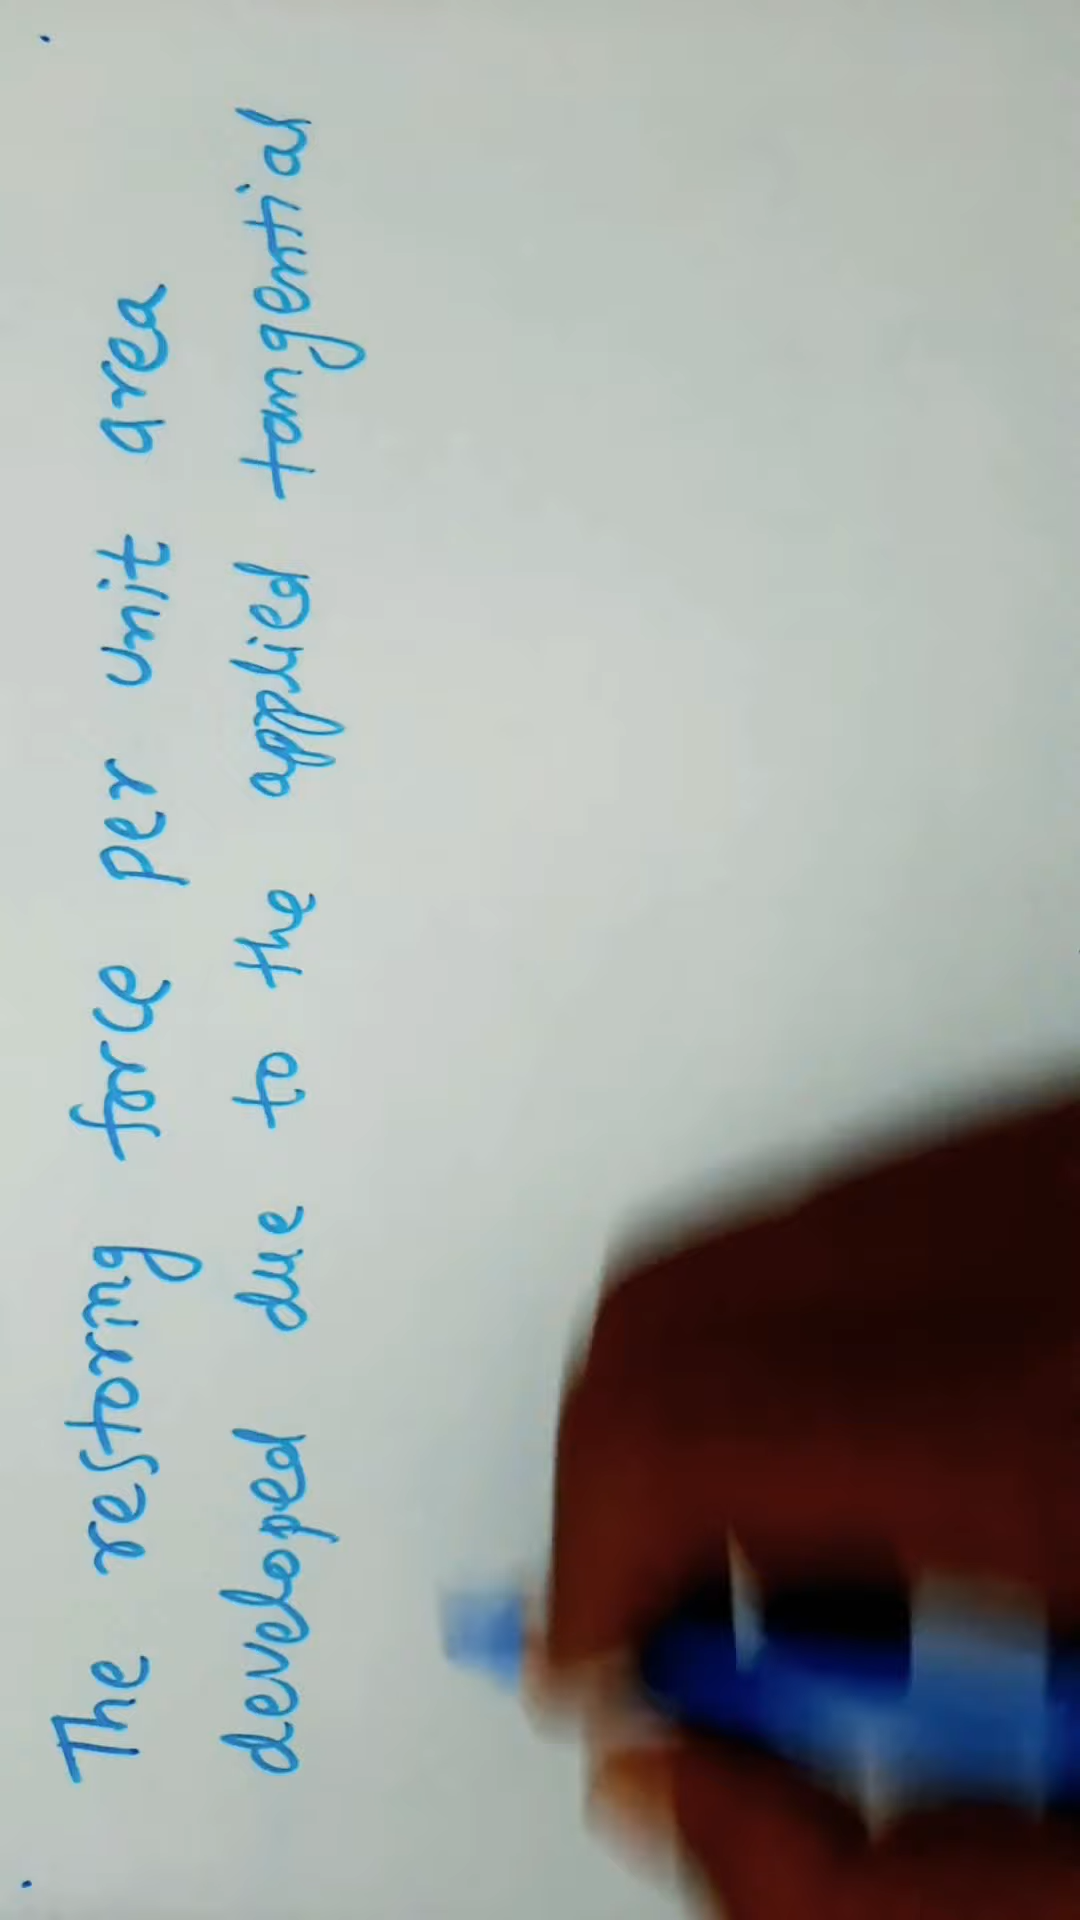 The restoring force per unit area
developed due to the applied tangential